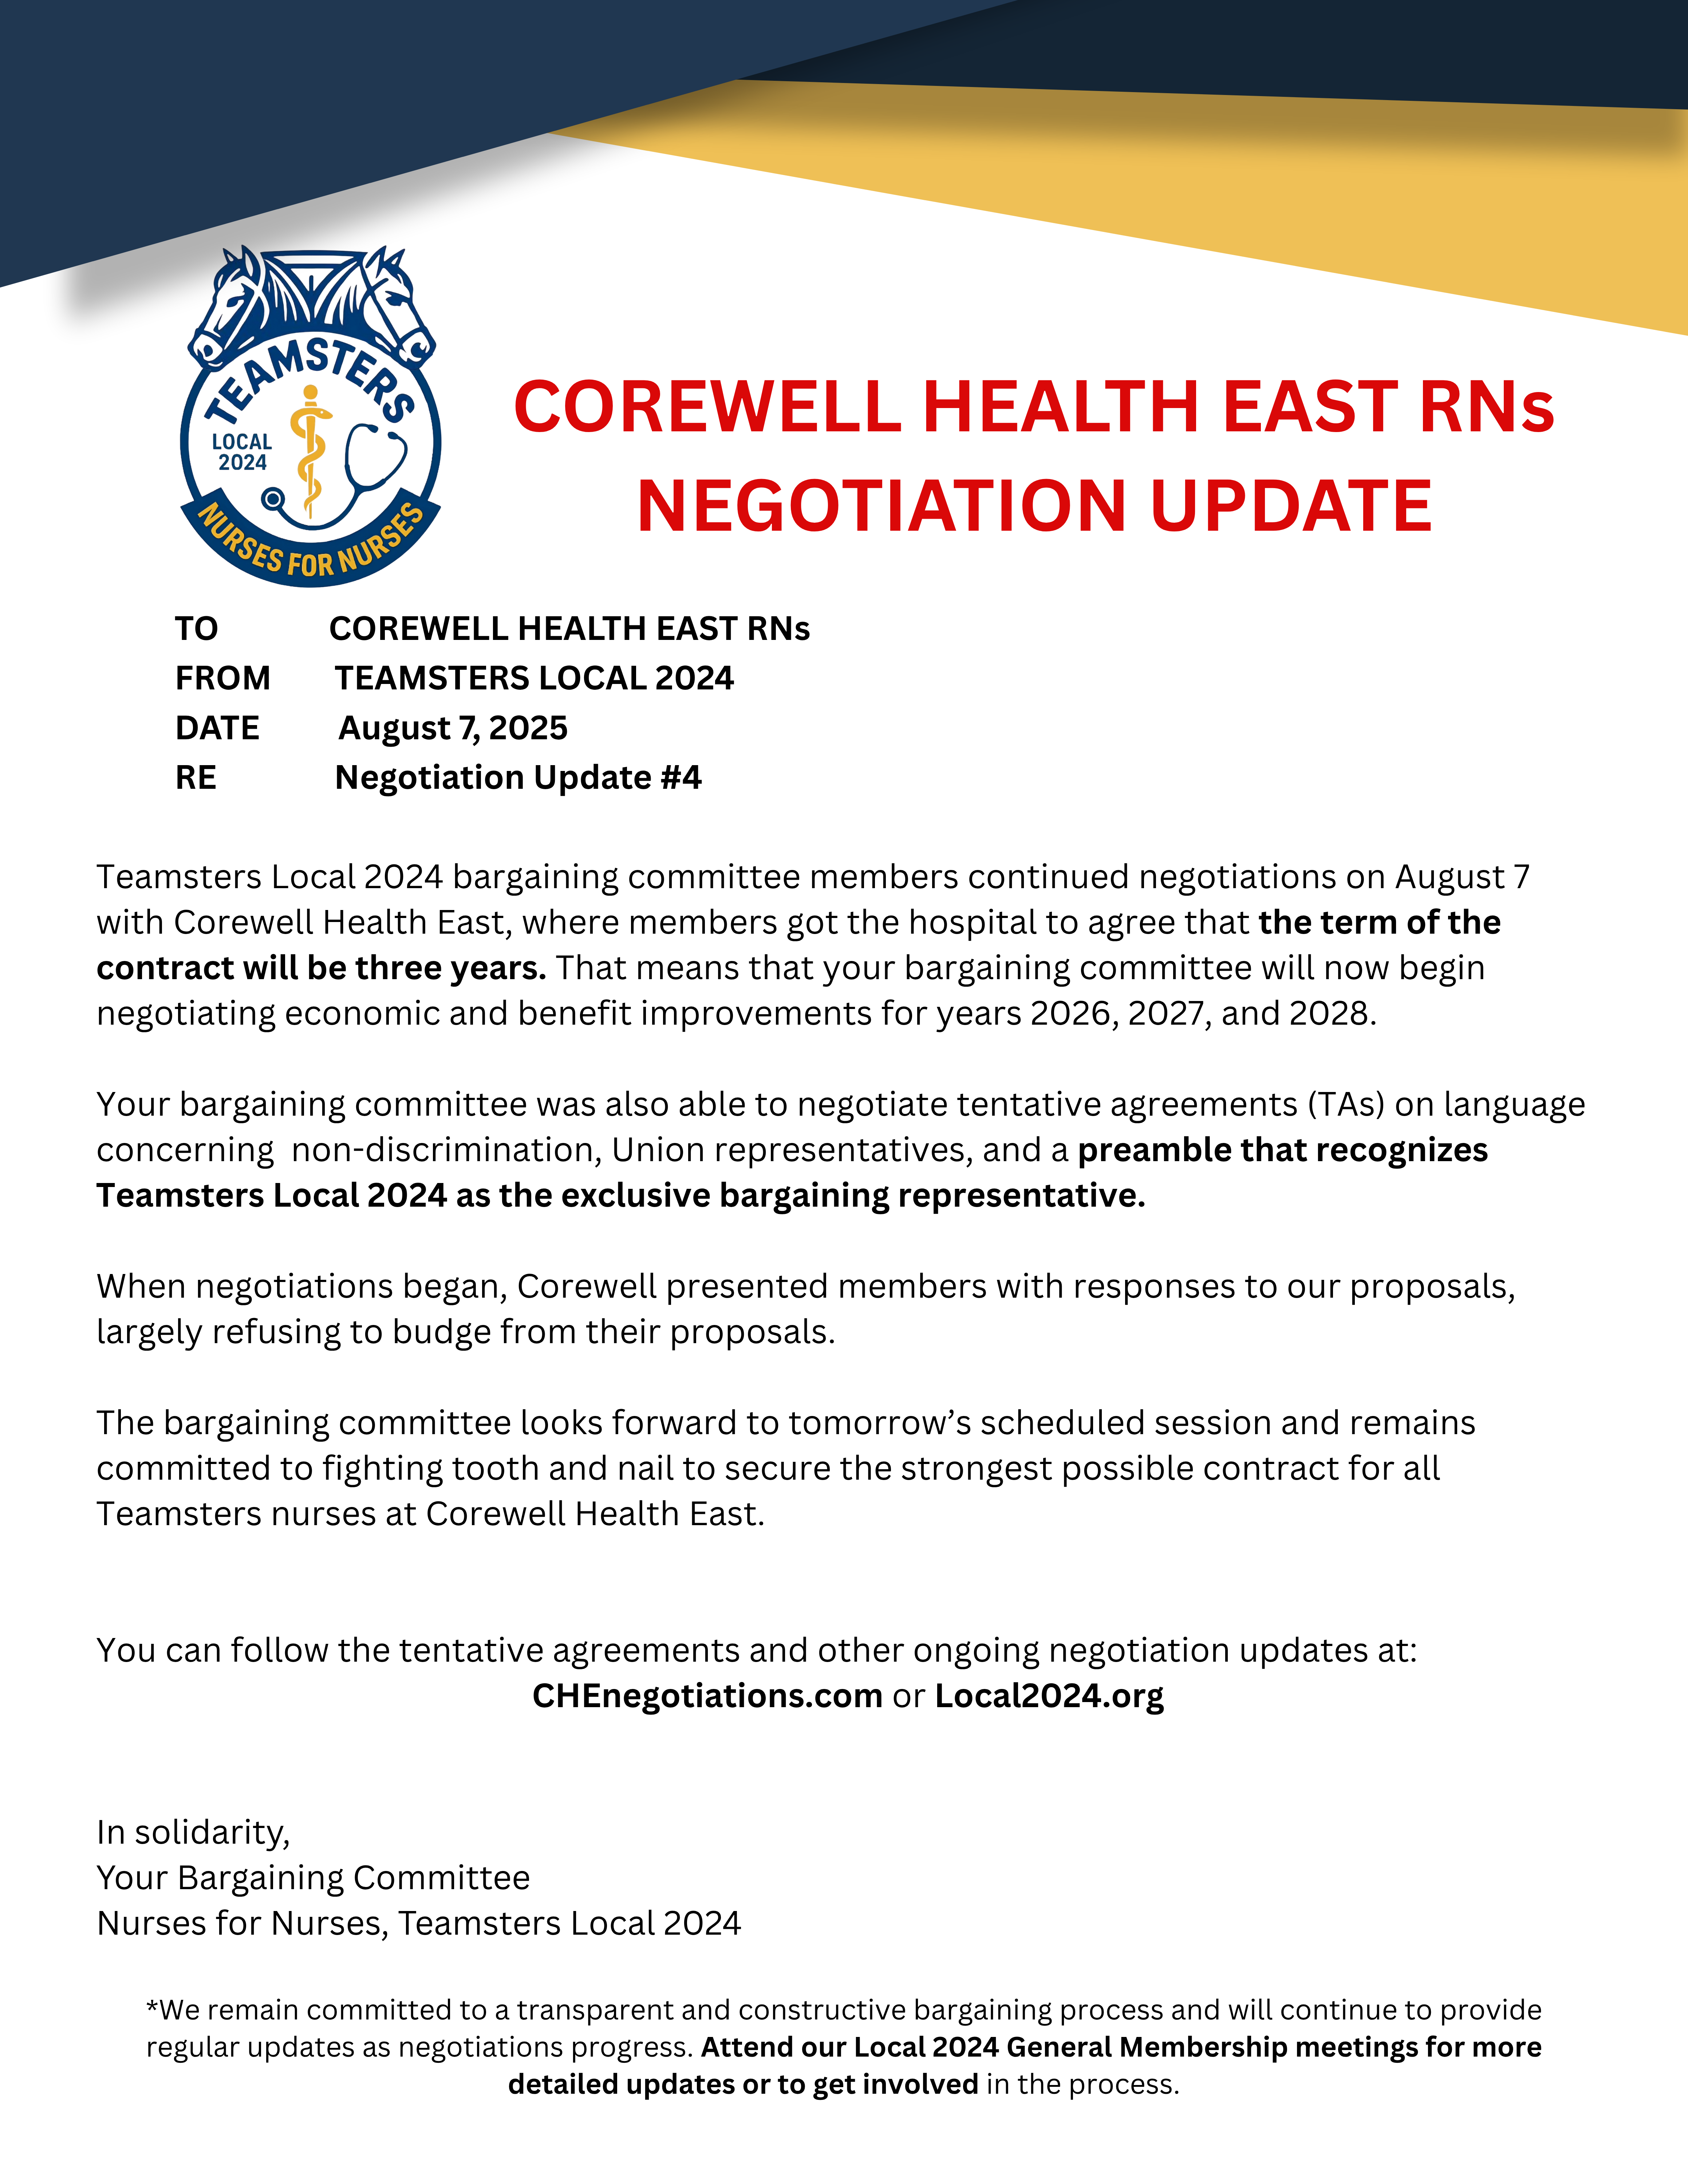 TEAMSTERS
LOCAL
2024
NURSES FOR NURSES
COREWELL HEALTH EAST RNs
NEGOTIATION UPDATE
TO COREWELL HEALTH EAST RNs
FROM TEAMSTERS LOCAL 2024
DATE August 7, 2025
RE Negotiation Update #4
Teamsters Local 2024 bargaining committee members continued negotiations on August 7
with Corewell Health East, where members got the hospital to agree that the term of the
contract will be three years. That means that your bargaining committee will now begin
negotiating economic and benefit improvements for years 2026, 2027, and 2028.
Your bargaining committee was also able to negotiate tentative agreements (TAs) on language
concerning  non-discrimination, Union representatives, and a preamble that recognizes
Teamsters Local 2024 as the exclusive bargaining representative.
When negotiations began, Corewell presented members with responses to our proposals,
largely refusing to budge from their proposals.
The bargaining committee looks forward to tomorrow’s scheduled session and remains
committed to fighting tooth and nail to secure the strongest possible contract for all
Teamsters nurses at Corewell Health East.
You can follow the tentative agreements and other ongoing negotiation updates at:
CHEnegotiations.com or Local2024.org
In solidarity,
Your Bargaining Committee
Nurses for Nurses, Teamsters Local 2024
*We remain committed to a transparent and constructive bargaining process and will continue to provide
regular updates as negotiations progress. Attend our Local 2024 General Membership meetings for more
detailed updates or to get involved in the process.